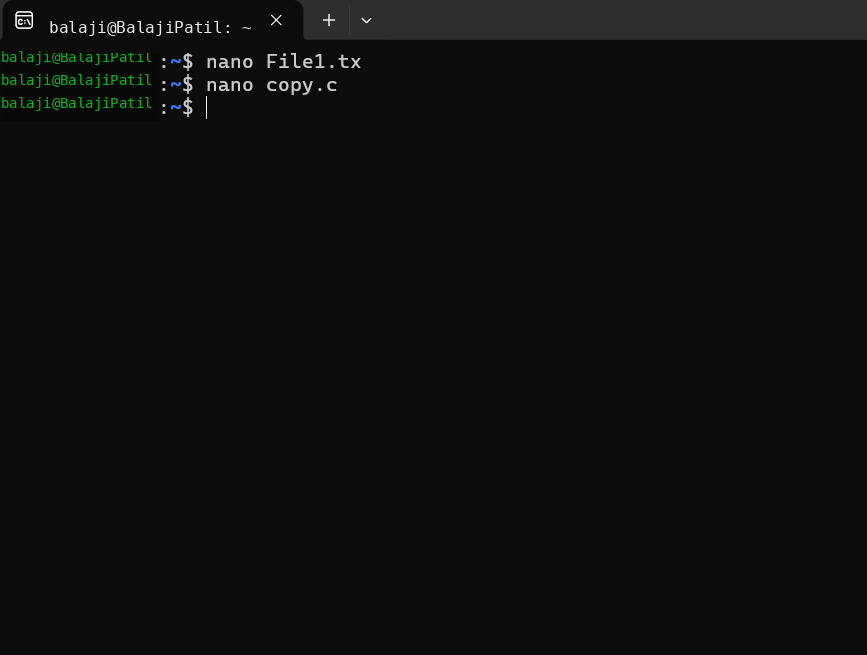 balaji@BalajiPatil: ~
balaji@BalajiPatil:~$ nano File1.tx
balaji@BalajiPatil:~$ nano copy.c
balaji@BalajiPatil:~$